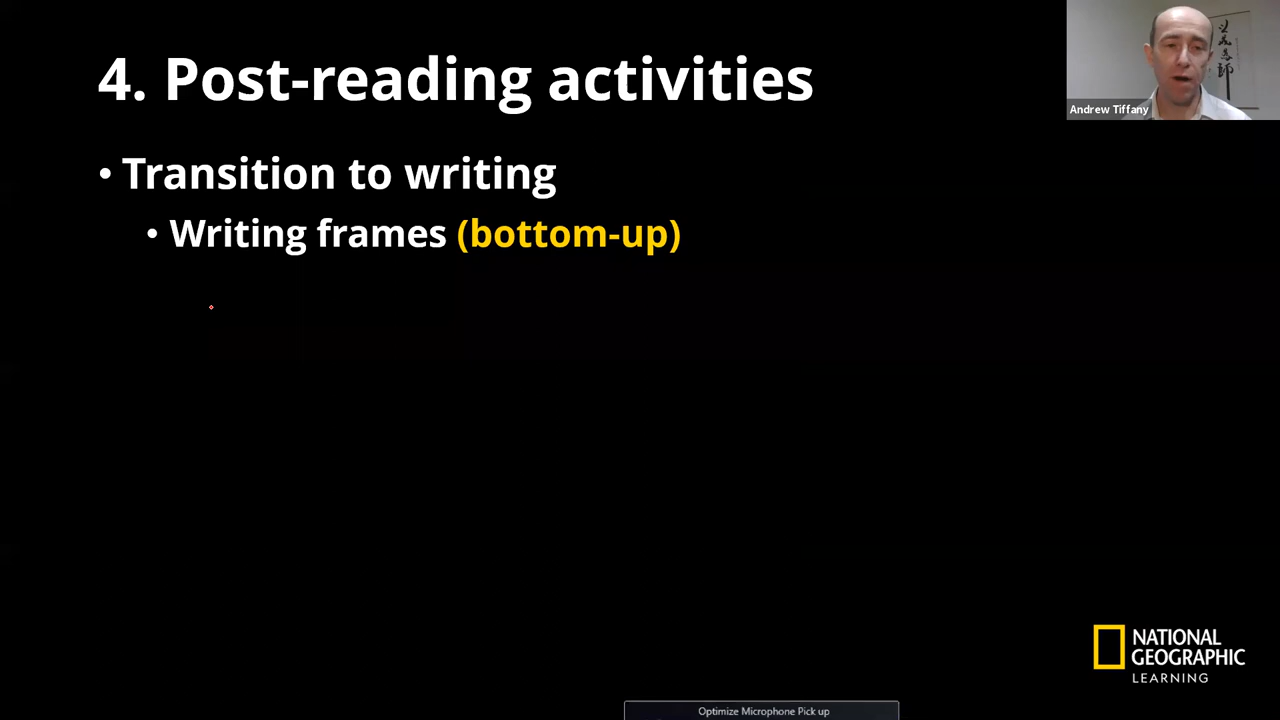 4. Post-reading activities
• Transition to writing
• Writing frames (bottom-up)
Andrew Tiffany
NATIONAL
GEOGRAPHIC
LEARNING
Optimize Microphone Pick up